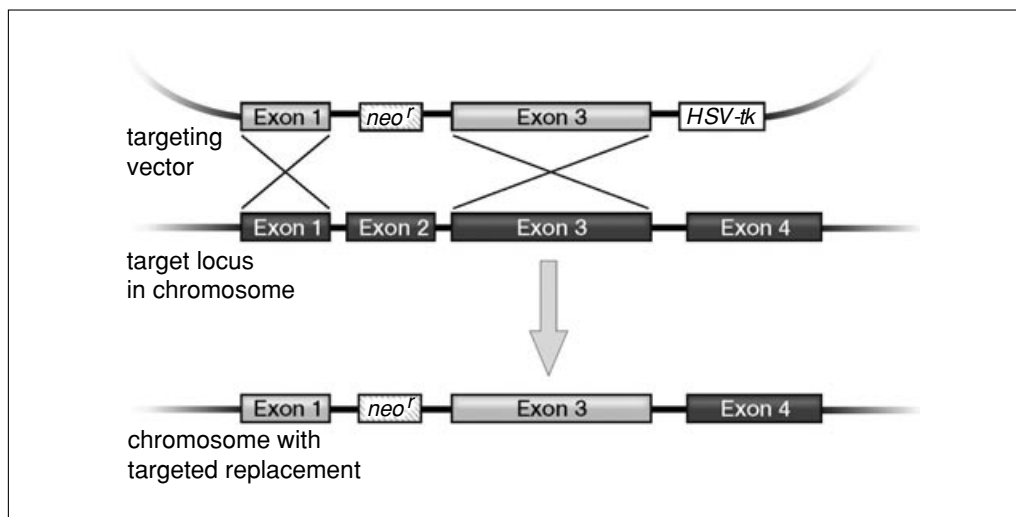 Exon 1 neo^r Exon 3 HSV-tk
targeting
vector
Exon 1 Exon 2 Exon 3 Exon 4
target locus
in chromosome
Exon 1 neo^r Exon 3 Exon 4
chromosome with
targeted replacement